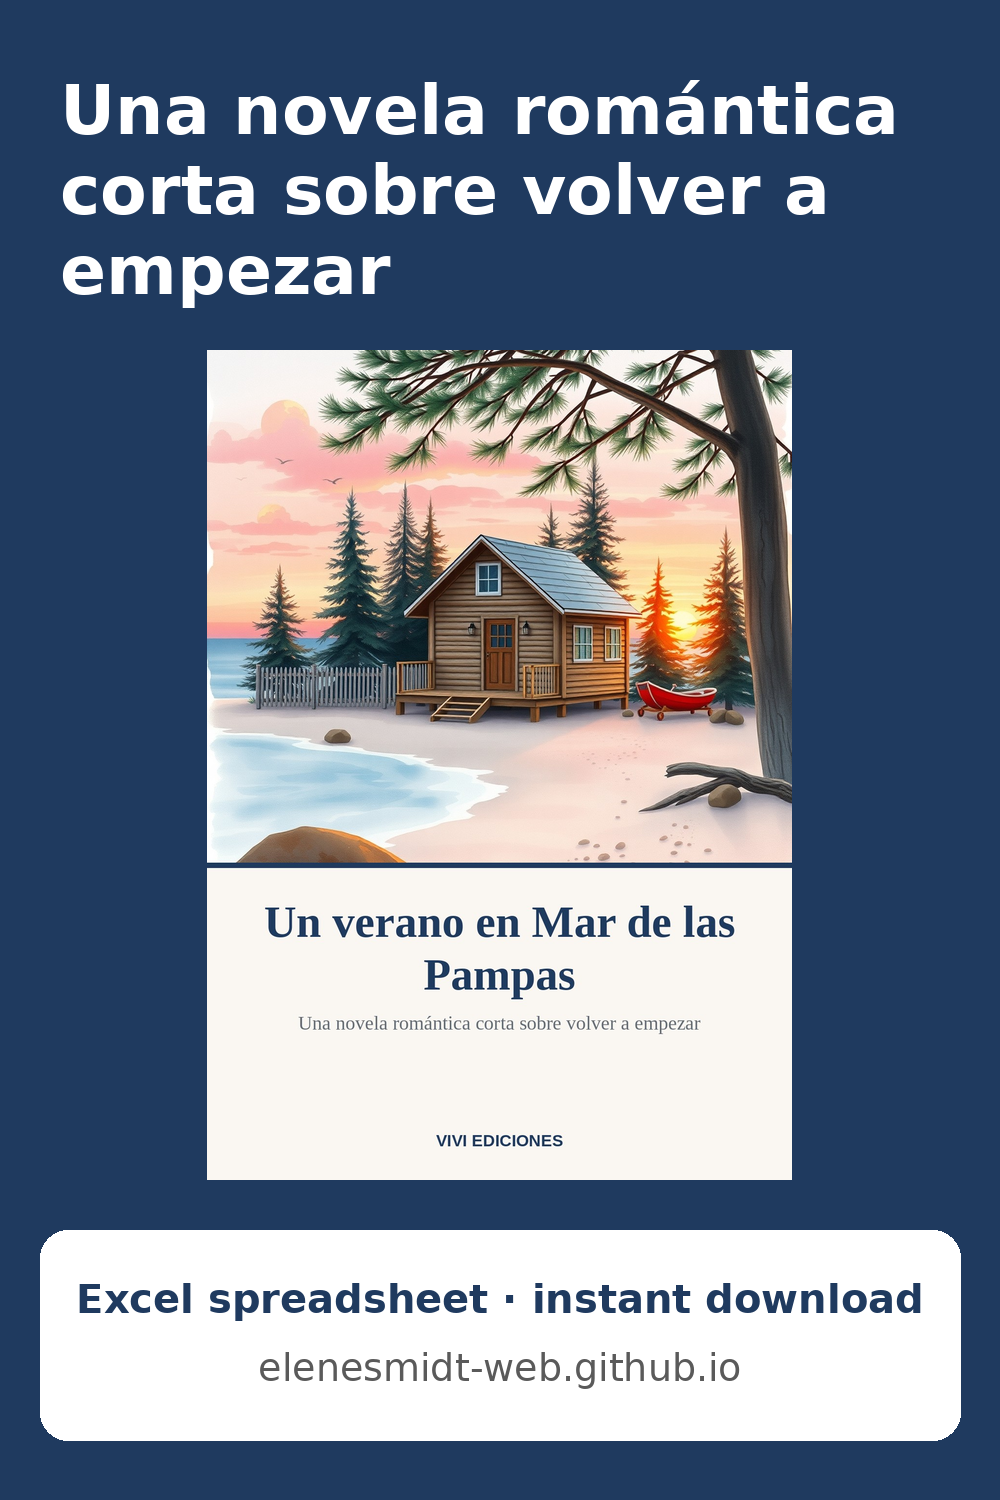 Una novela romántica
corta sobre volver a
empezar
Un verano en Mar de las
Pampas
Una novela romántica corta sobre volver a empezar
VIVI EDICIONES
Excel spreadsheet · instant download
elenesmidt-web.github.io